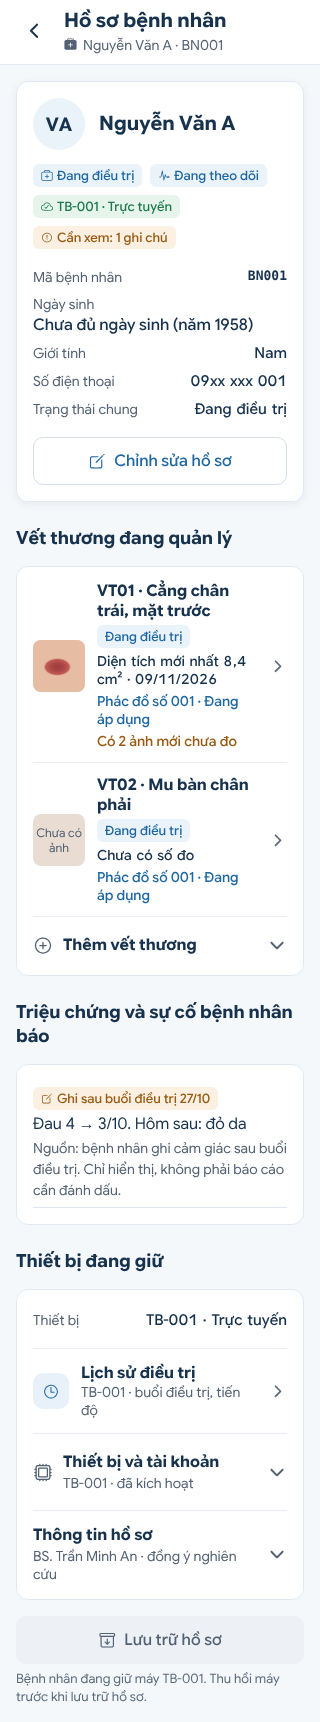 Hồ sơ bệnh nhân
Nguyễn Văn A · BN001
VA
Nguyễn Văn A
Đang điều trị
Đang theo dõi
TB-001 · Trực tuyến
Cần xem: 1 ghi chú
Mã bệnh nhân BN001
Ngày sinh
Chưa đủ ngày sinh (năm 1958)
Giới tính Nam
Số điện thoại 09xx xxx 001
Trạng thái chung Đang điều trị
Chỉnh sửa hồ sơ
Vết thương đang quản lý
VT01 · Cẳng chân
trái, mặt trước
Đang điều trị
Diện tích mới nhất 8,4
cm² · 09/11/2026
Phác đồ số 001 · Đang
áp dụng
Có 2 ảnh mới chưa đo
Chưa có
ảnh
VT02 · Mu bàn chân
phải
Đang điều trị
Chưa có số đo
Phác đồ số 001 · Đang
áp dụng
Thêm vết thương
Triệu chứng và sự cố bệnh nhân
báo
Ghi sau buổi điều trị 27/10
Đau 4 → 3/10. Hôm sau: đỏ da
Nguồn: bệnh nhân ghi cảm giác sau buổi
điều trị. Chỉ hiển thị, không phải báo cáo
cần đánh dấu.
Thiết bị đang giữ
Thiết bị TB-001 · Trực tuyến
Lịch sử điều trị
TB-001 · buổi điều trị, tiến
độ
Thiết bị và tài khoản
TB-001 · đã kích hoạt
Thông tin hồ sơ
BS. Trần Minh An · đồng ý nghiên
cứu
Lưu trữ hồ sơ
Bệnh nhân đang giữ máy TB-001. Thu hồi máy
trước khi lưu trữ hồ sơ.